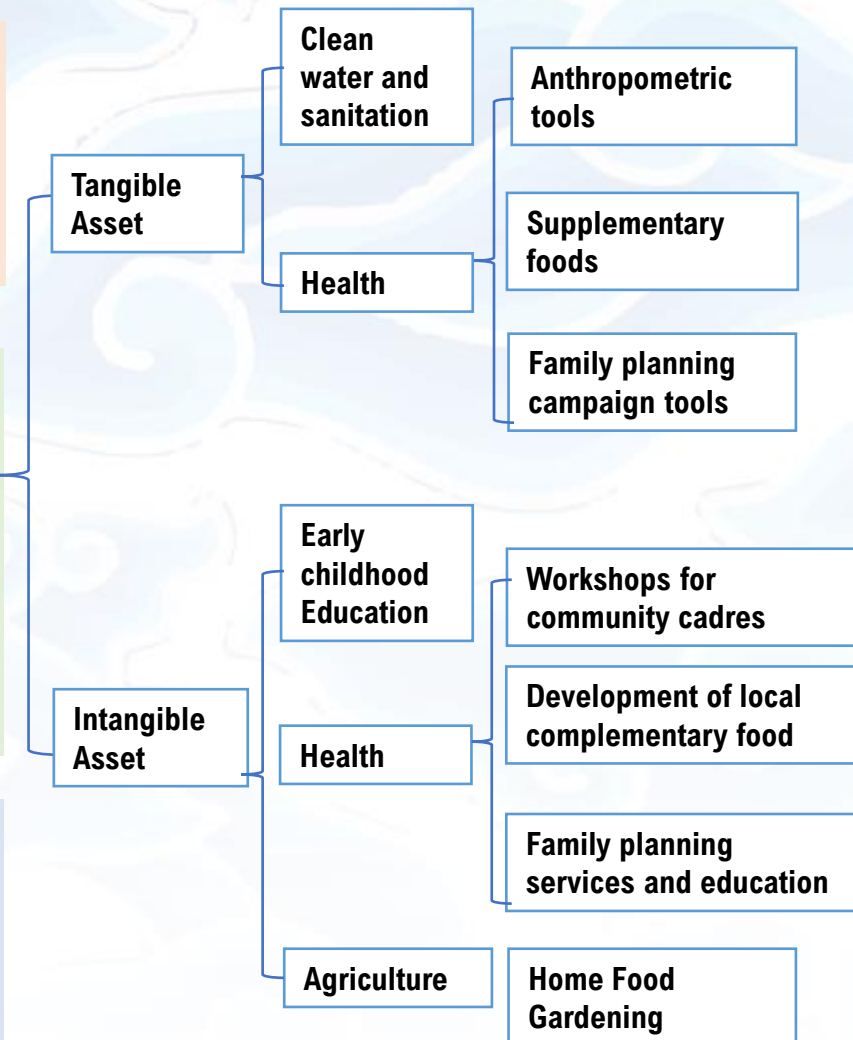 Tangible
Asset
Clean
water and
sanitation
Health
Anthropometric
tools
Supplementary
foods
Family planning
campaign tools
Intangible
Asset
Early
childhood
Education
Health
Workshops for
community cadres
Development of local
complementary food
Family planning
services and education
Agriculture
Home Food
Gardening